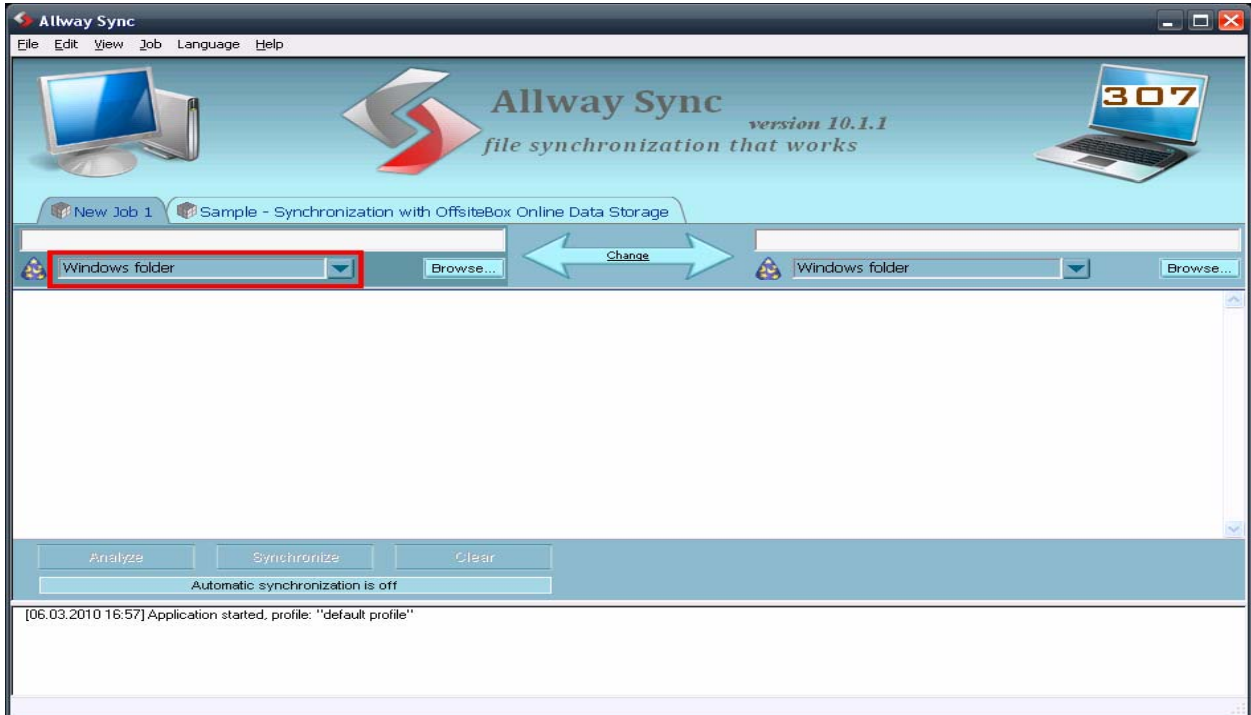 Allway Sync
File Edit View Job Language Help
Allway Sync
version 10.1.1
file synchronization that works
307
New Job 1 Sample - Synchronization with OffsiteBox Online Data Storage
Change
Windows folder Browse... Windows folder Browse...
Analyze Synchronize Clear
Automatic synchronization is off
[06.03.2010 16:57] Application started, profile: "default profile"